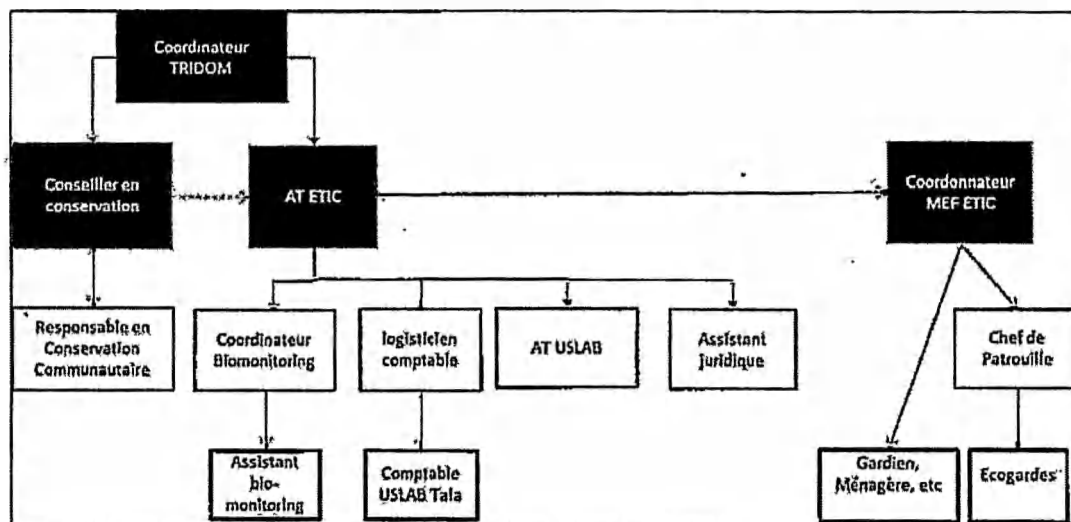 Coordinateur
TRIDOM
Conseiller en
conservation
AT ETIC
Coordonnateur
MEF ETIC
Responsable en
Conservation
Communautaire
Coordinateur
Biomonitoring
logisticien
comptable
AT USLAB
Assistant
juridique
Chef de
Patrouille
Assistant
bio-
monitoring
Comptable
USLAB Tala
Gardien,
Ménagère, etc
Ecogardes